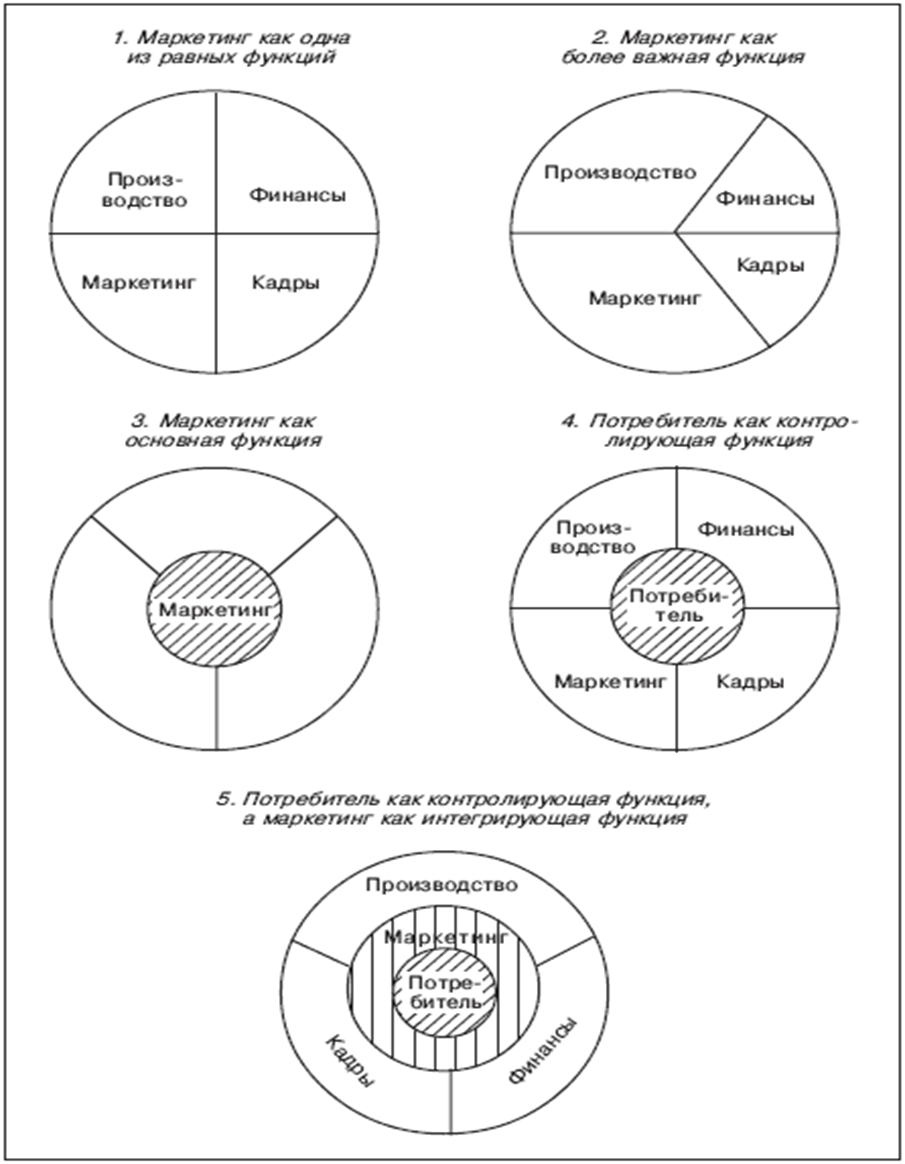 1. Маркетинг как одна
из равных функций
Произ-
водство
Финансы
Маркетинг
Кадры
2. Маркетинг как
более важная функция
Производство
Финансы
Кадры
Маркетинг
3. Маркетинг как
основная функция
Маркетинг
4. Потребитель как контро-
лирующая функция
Произ-
водство
Финансы
Потреби-
тель
Маркетинг
Кадры
5. Потребитель как контролирующая функция,
а маркетинг как интегрирующая функция
Производство
Маркетинг
Потре-
битель
Кадры
Финансы